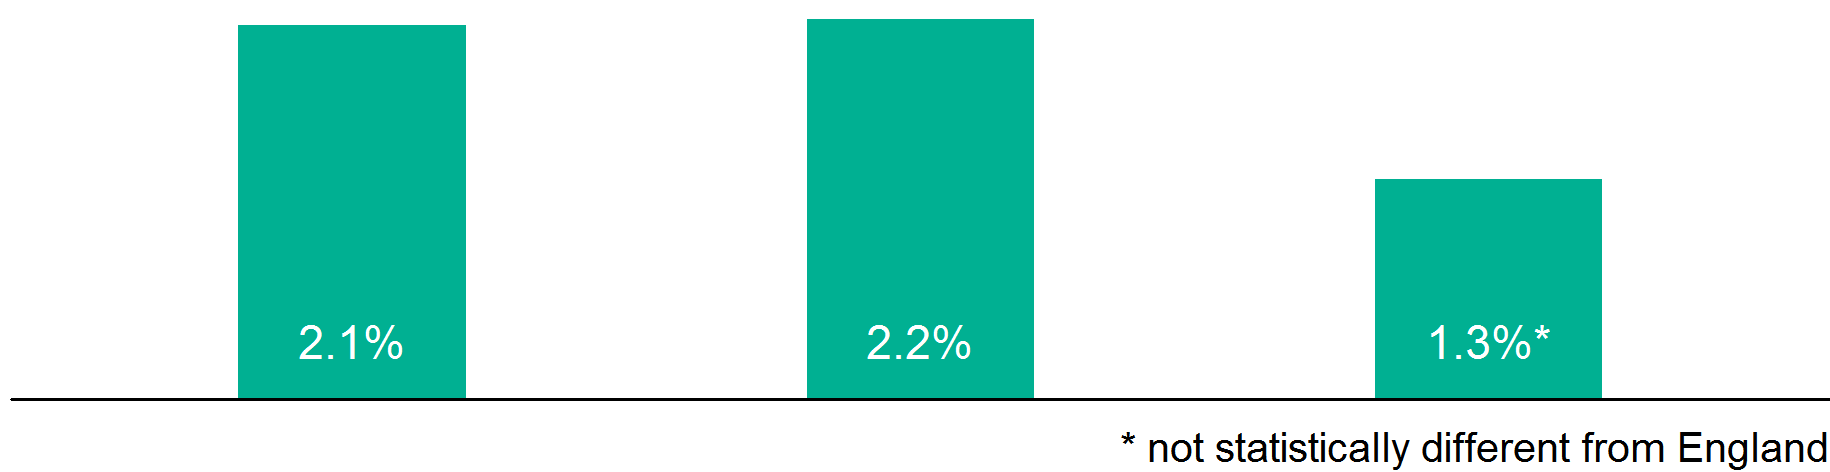 2.1%
2.2%
1.3%*
* not statistically different from England